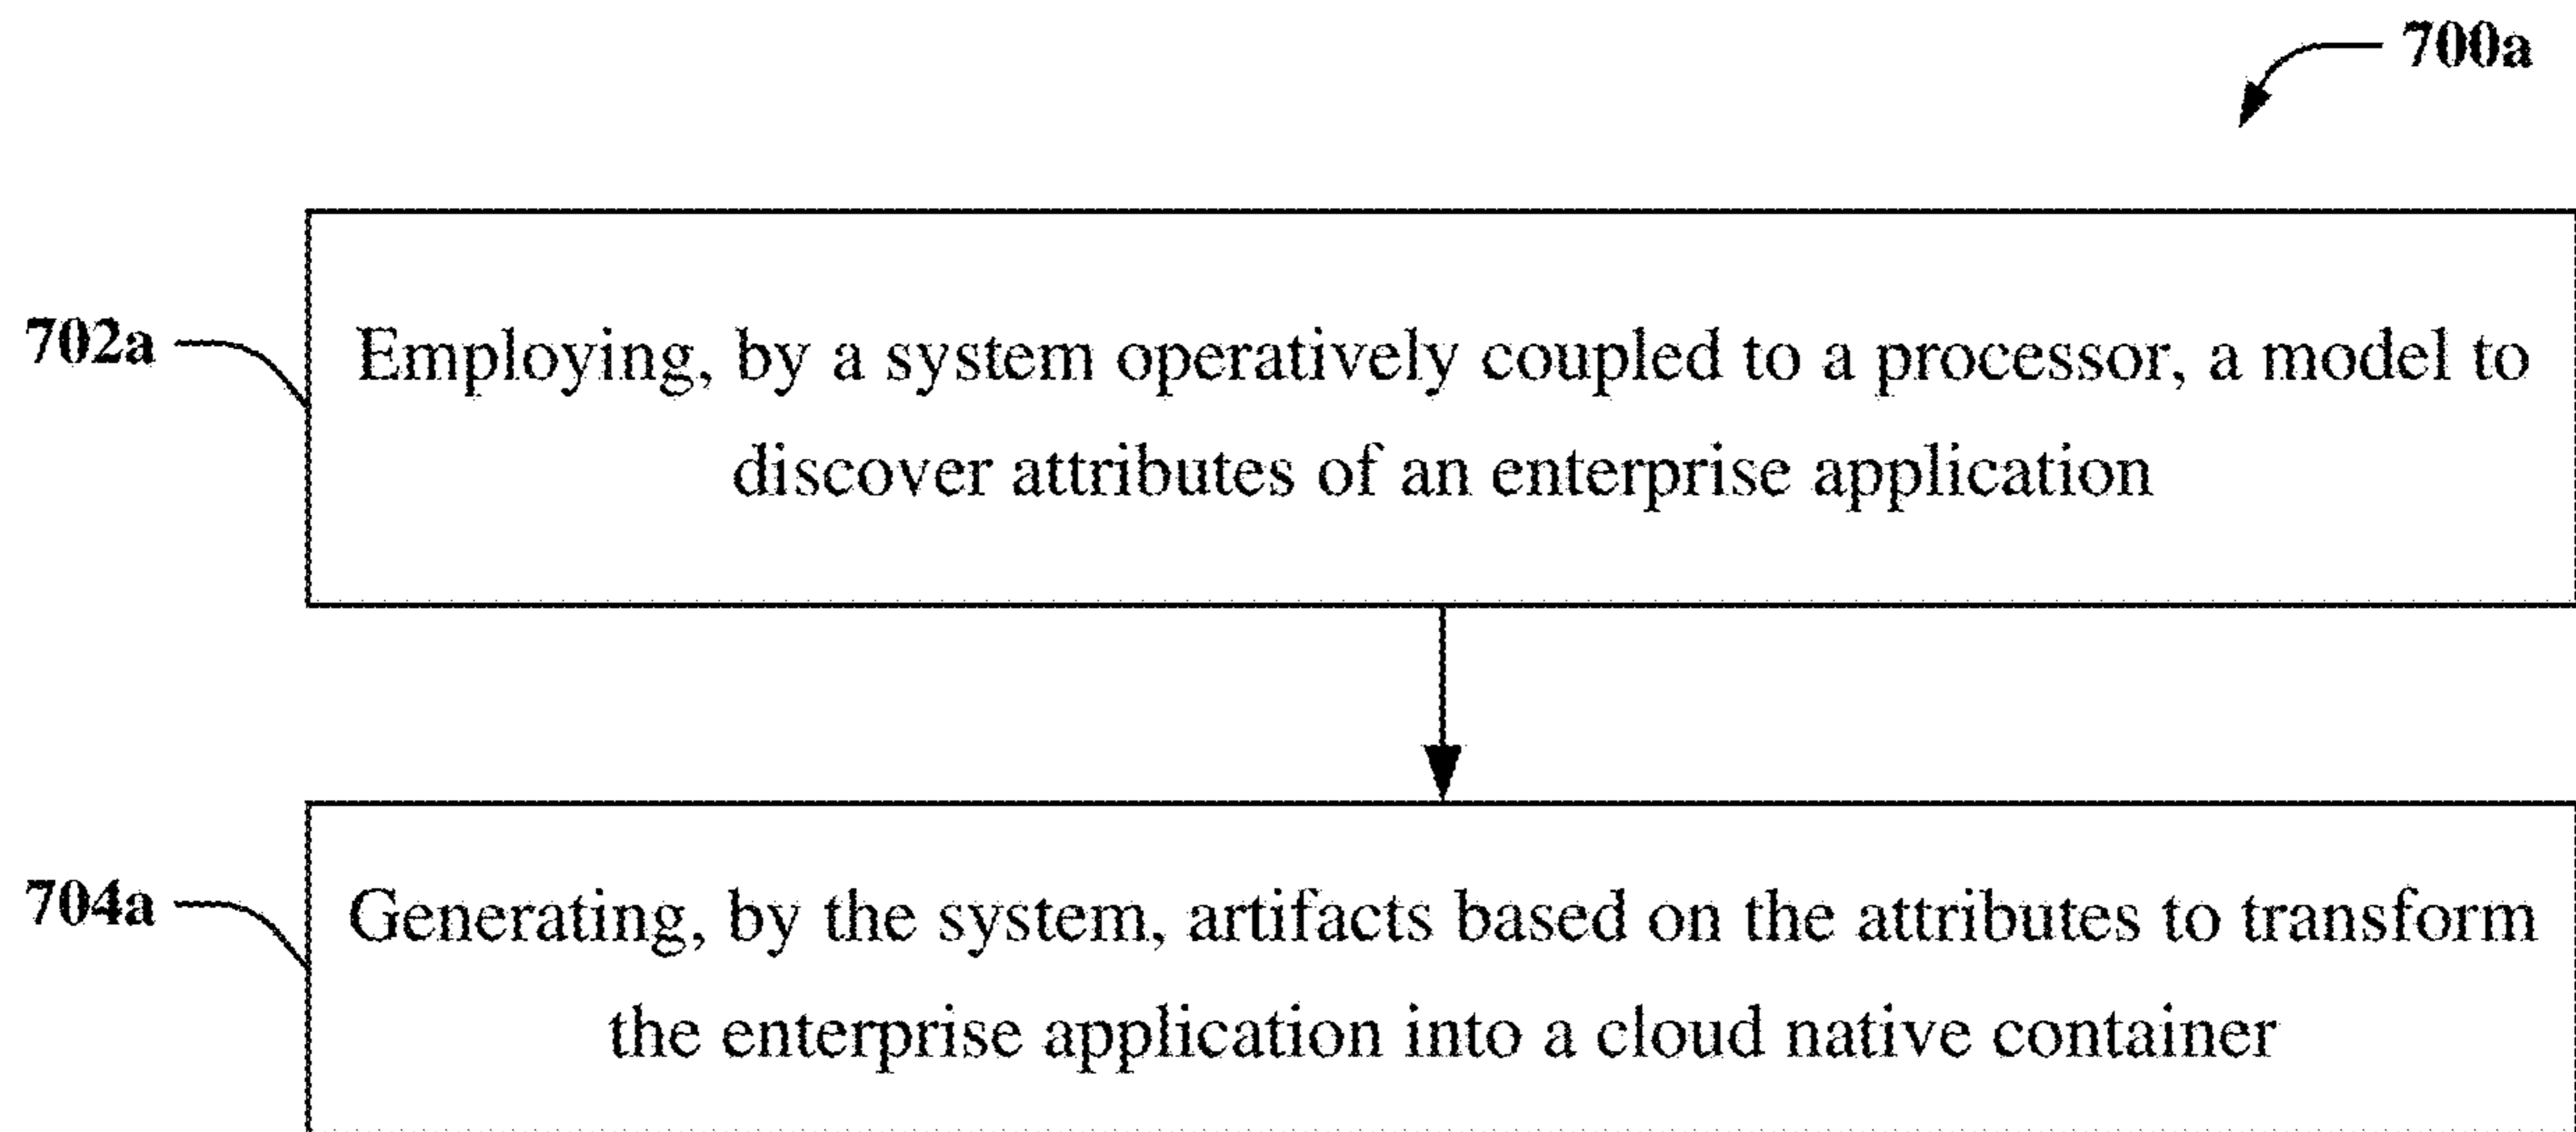 700a
702a
Employing, by a system operatively coupled to a processor, a model to
discover attributes of an enterprise application
704a
Generating, by the system, artifacts based on the attributes to transform
the enterprise application into a cloud native container